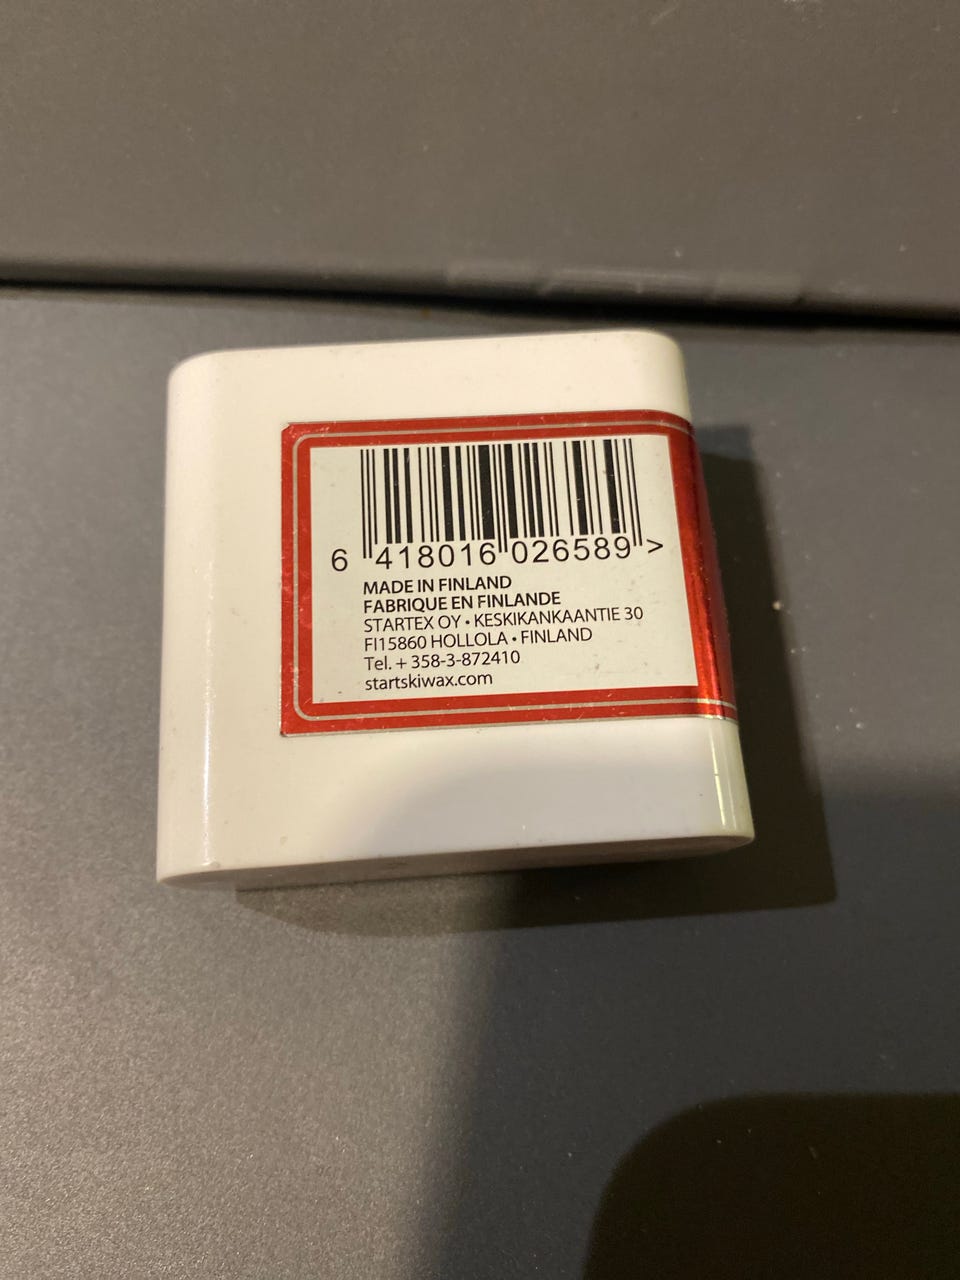 6 418016 026589 >
MADE IN FINLAND
FABRIQUE EN FINLANDE
STARTEX OY • KESKIKANKAANTIE 30
FI15860 HOLLOLA • FINLAND
Tel. + 358-3-872410
startskiwax.com